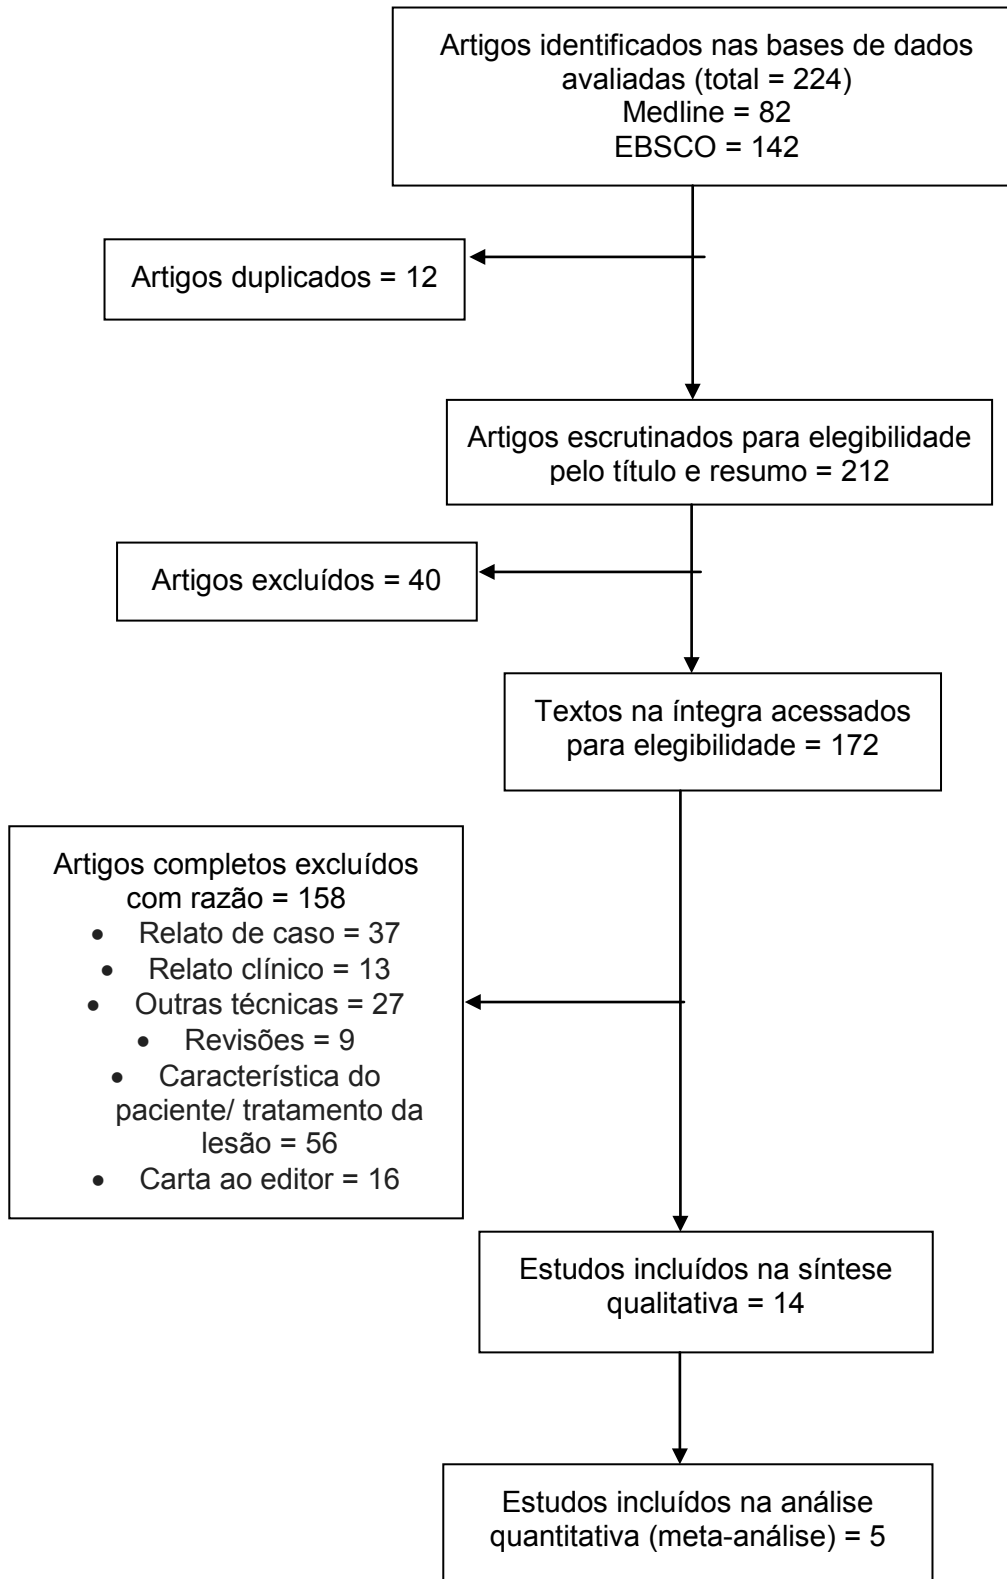 Artigos identificados nas bases de dados
avaliadas (total = 224)
Medline = 82
EBSCO = 142
Artigos duplicados = 12
Artigos escrutinados para elegibilidade
pelo título e resumo = 212
Artigos excluídos = 40
Textos na íntegra acessados
para elegibilidade = 172
Artigos completos excluídos
com razão = 158
• Relato de caso = 37
• Relato clínico = 13
• Outras técnicas = 27
• Revisões = 9
• Característica do
paciente/ tratamento da
lesão = 56
• Carta ao editor = 16
Estudos incluídos na síntese
qualitativa = 14
Estudos incluídos na análise
quantitativa (meta-análise) = 5